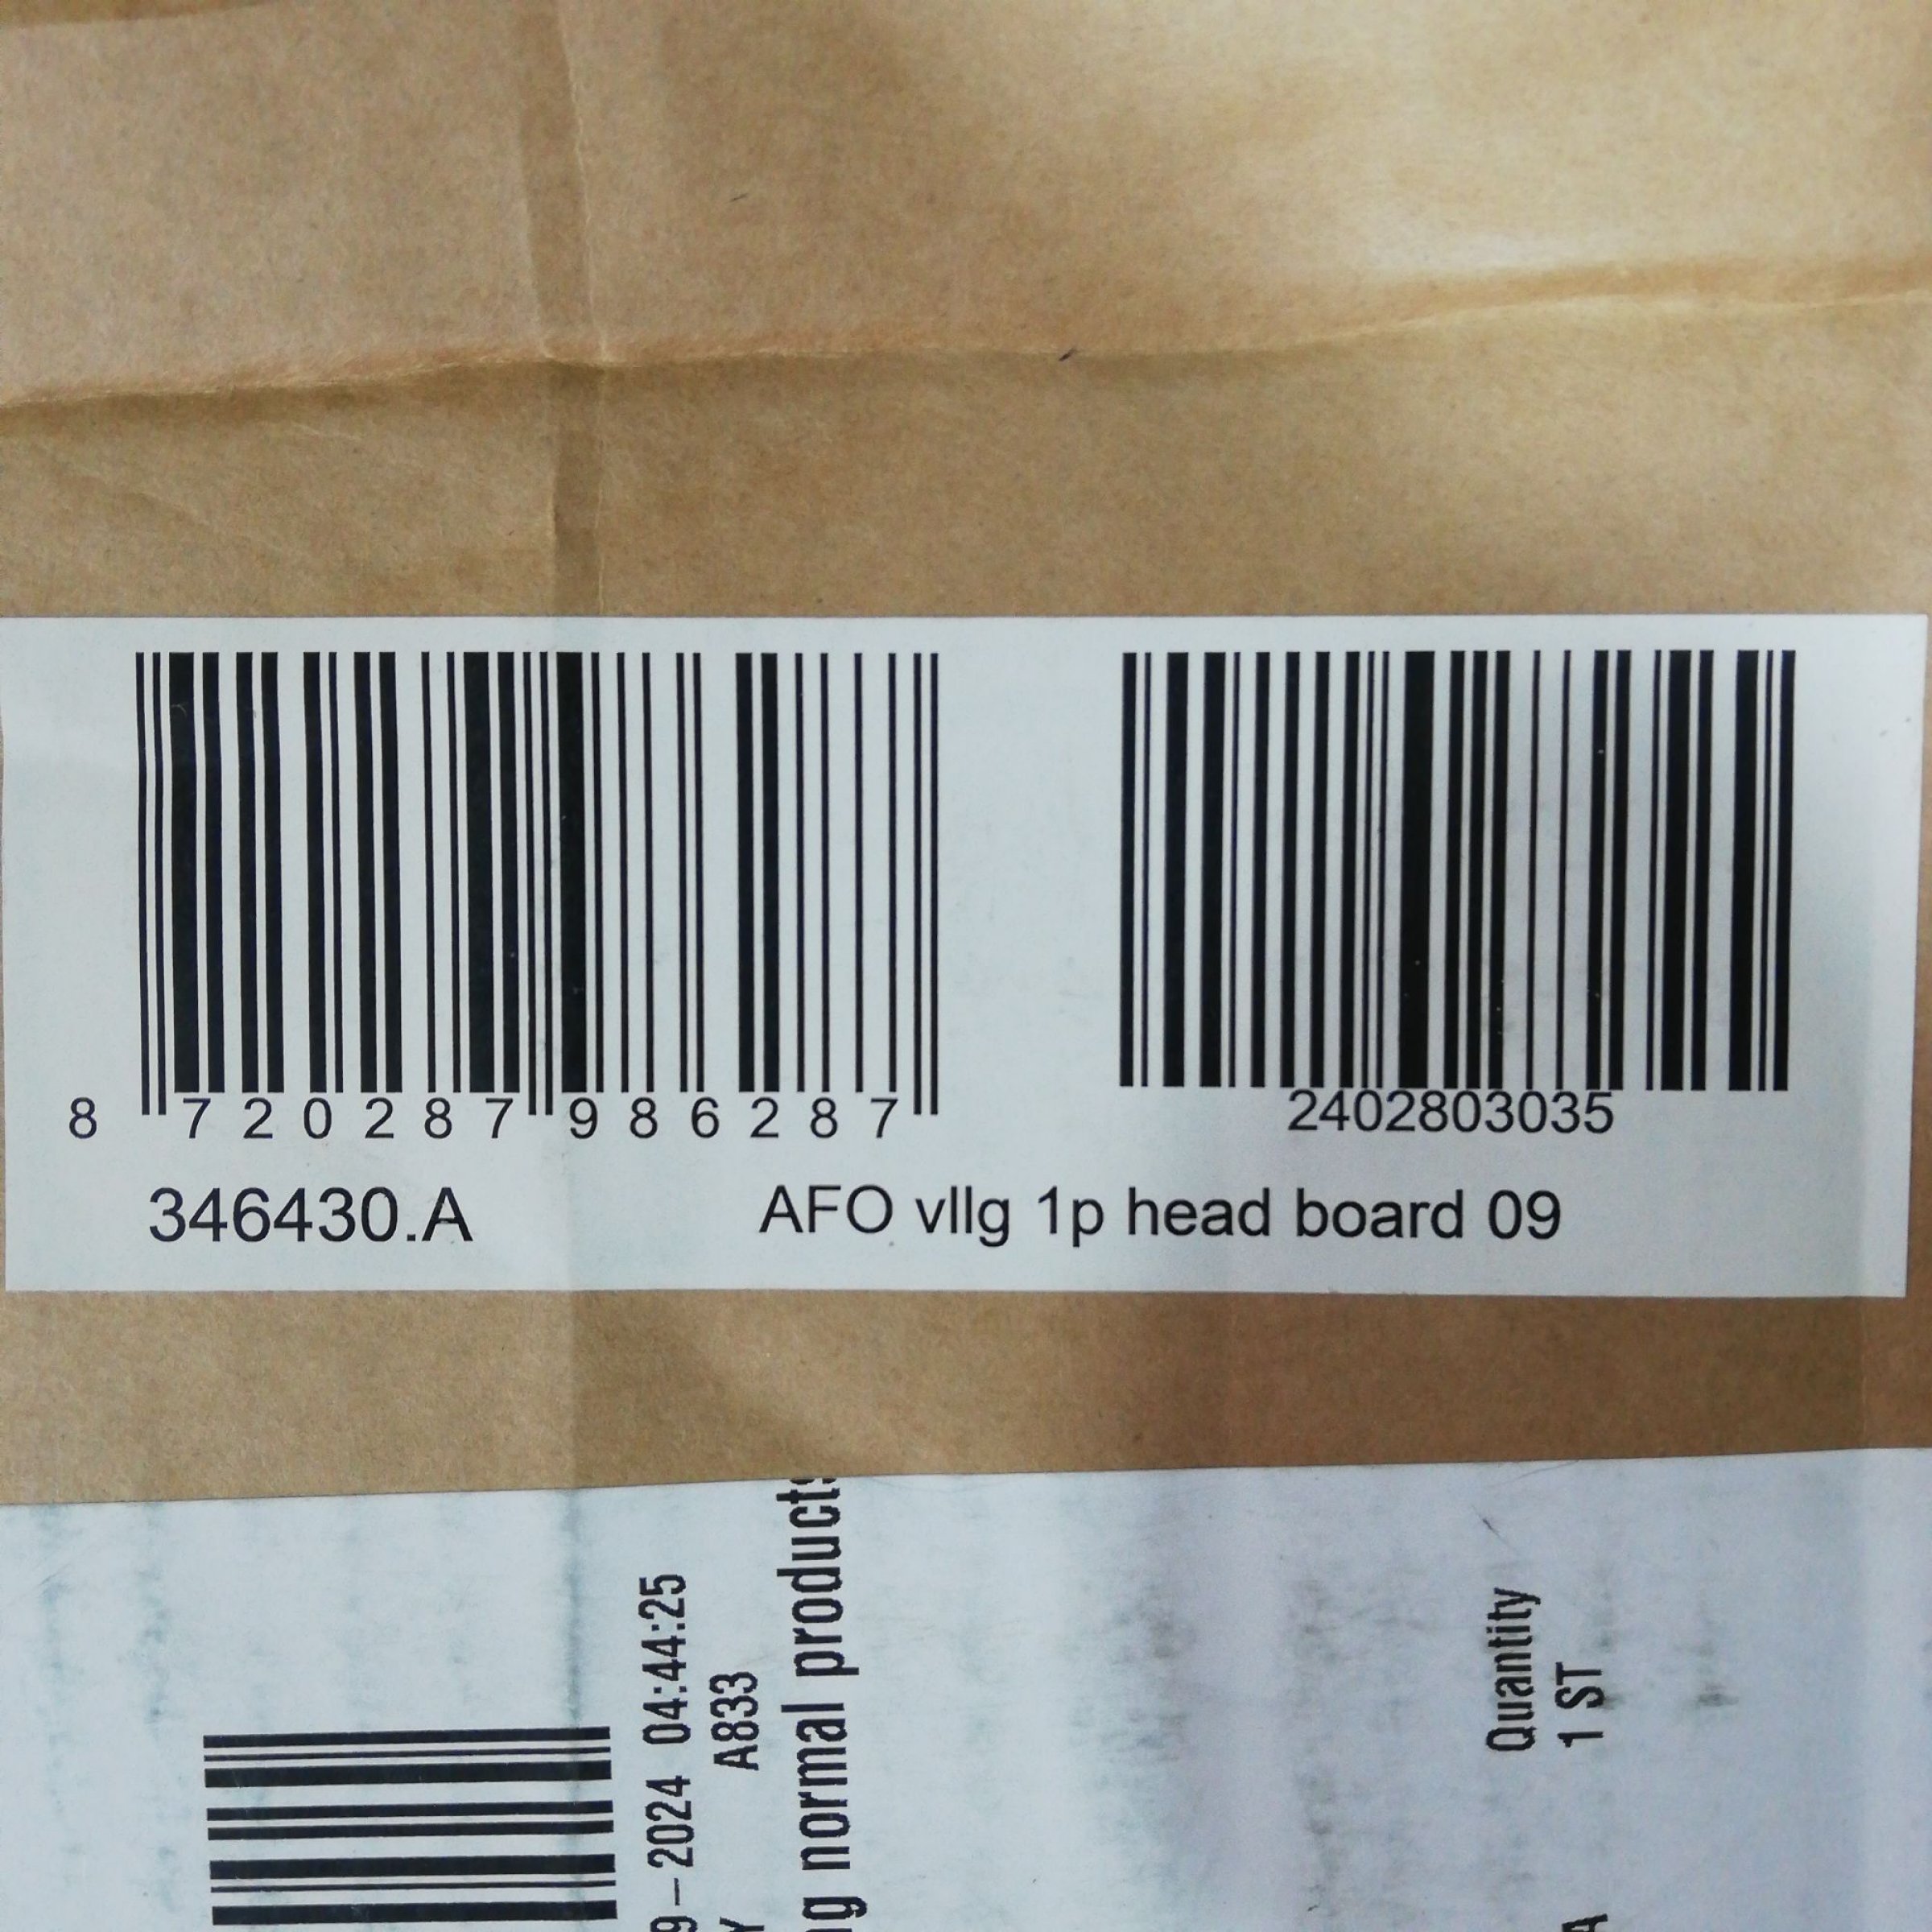 8 720287 986287
2402803035
346430.A
AFO vllg 1p head board 09
9-2024 04:44:25
A833
normal products
Quantity
1 ST